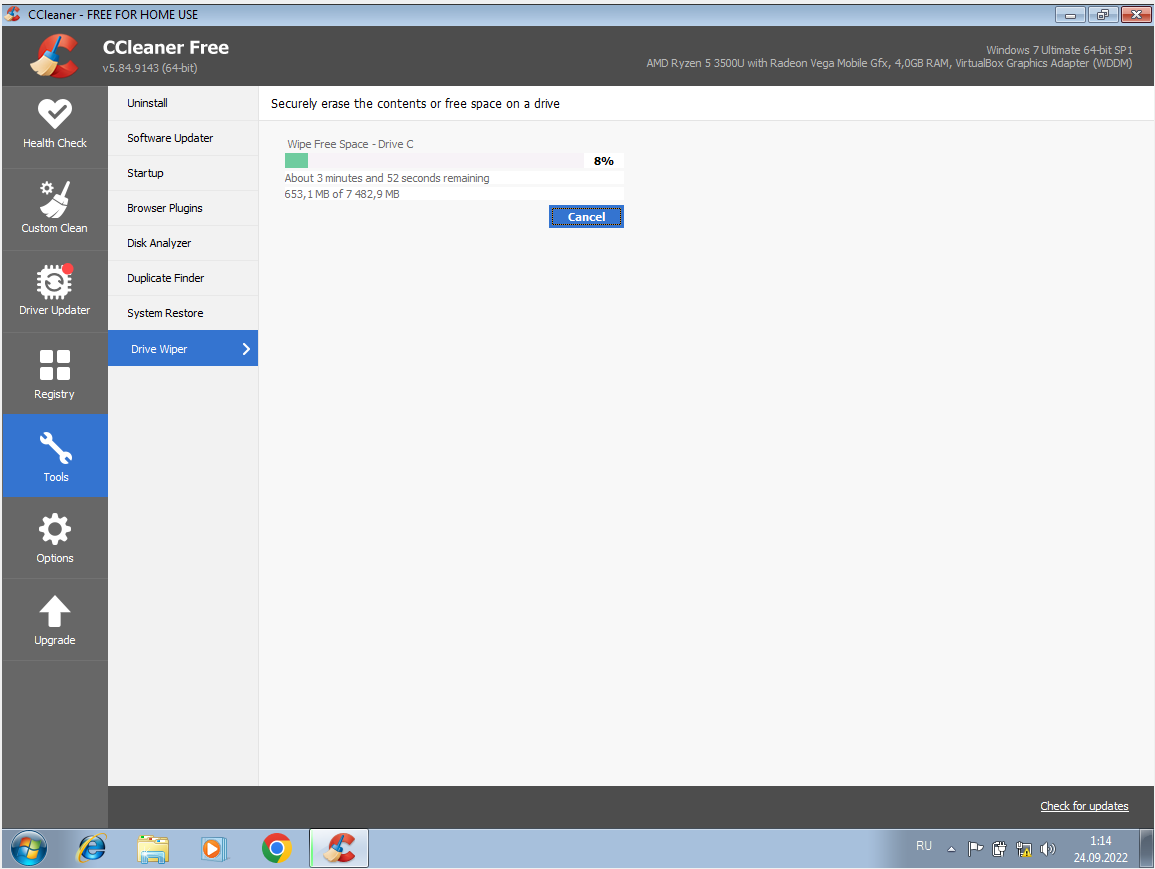 CCleaner - FREE FOR HOME USE
CCleaner Free
v5.84.9143 (64-bit)
Windows 7 Ultimate 64-bit SP1
AMD Ryzen 5 3500U with Radeon Vega Mobile Gfx, 4,0GB RAM, VirtualBox Graphics Adapter (WDDM)
Health Check
Custom Clean
Driver Updater
Registry
Tools
Options
Upgrade
Uninstall
Software Updater
Startup
Browser Plugins
Disk Analyzer
Duplicate Finder
System Restore
Drive Wiper
Securely erase the contents or free space on a drive
Wipe Free Space - Drive C
8%
About 3 minutes and 52 seconds remaining
653,1 MB of 7 482,9 MB
Cancel
Check for updates
RU
1:14
24.09.2022